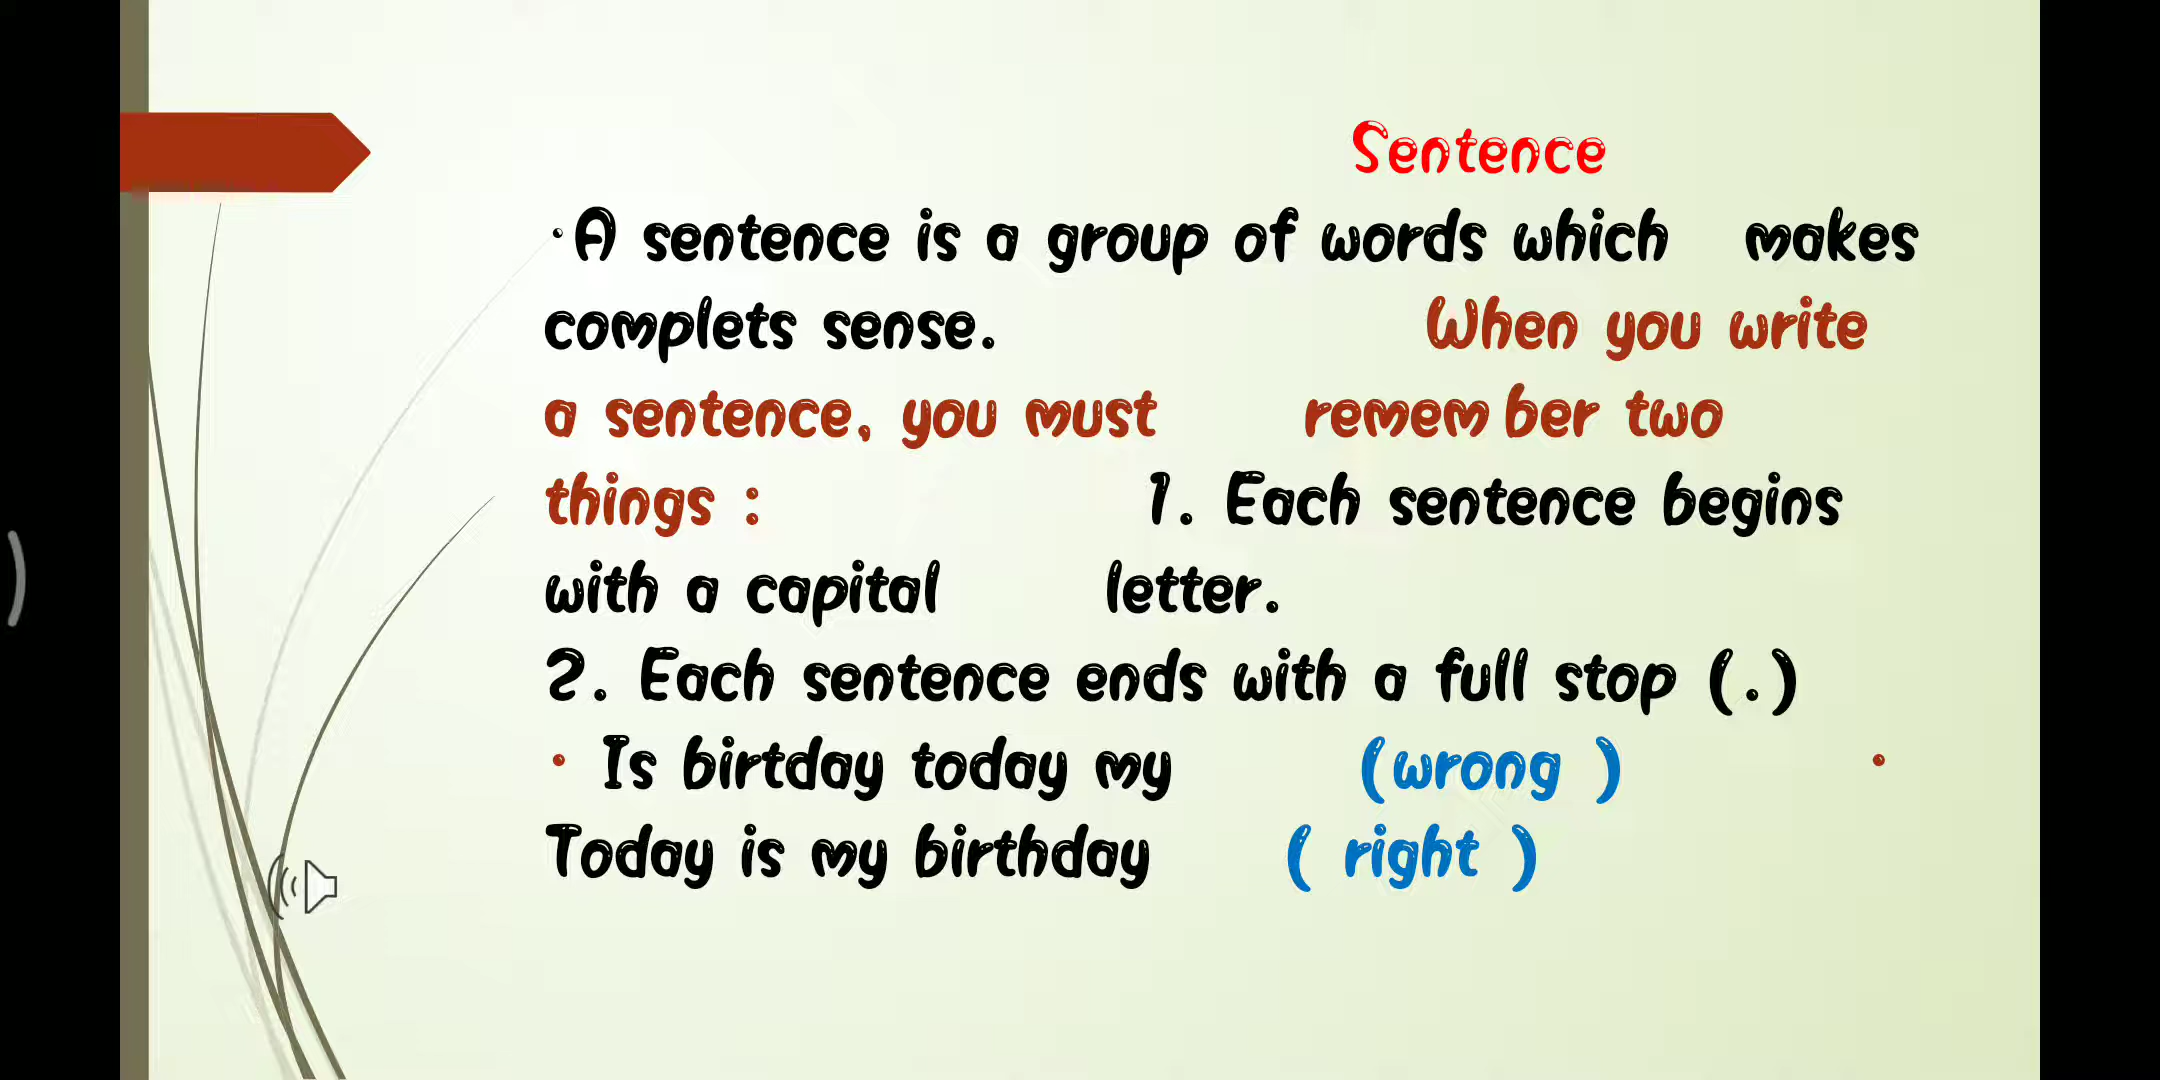 Sentence
•A sentence is a group of words which makes
complets sense. When you write
a sentence, you must remem ber two
things : 1. Each sentence begins
with a capital letter.
2. Each sentence ends with a full stop (.)
• Is birtday today my (wrong ) •
Today is my birthday ( right )